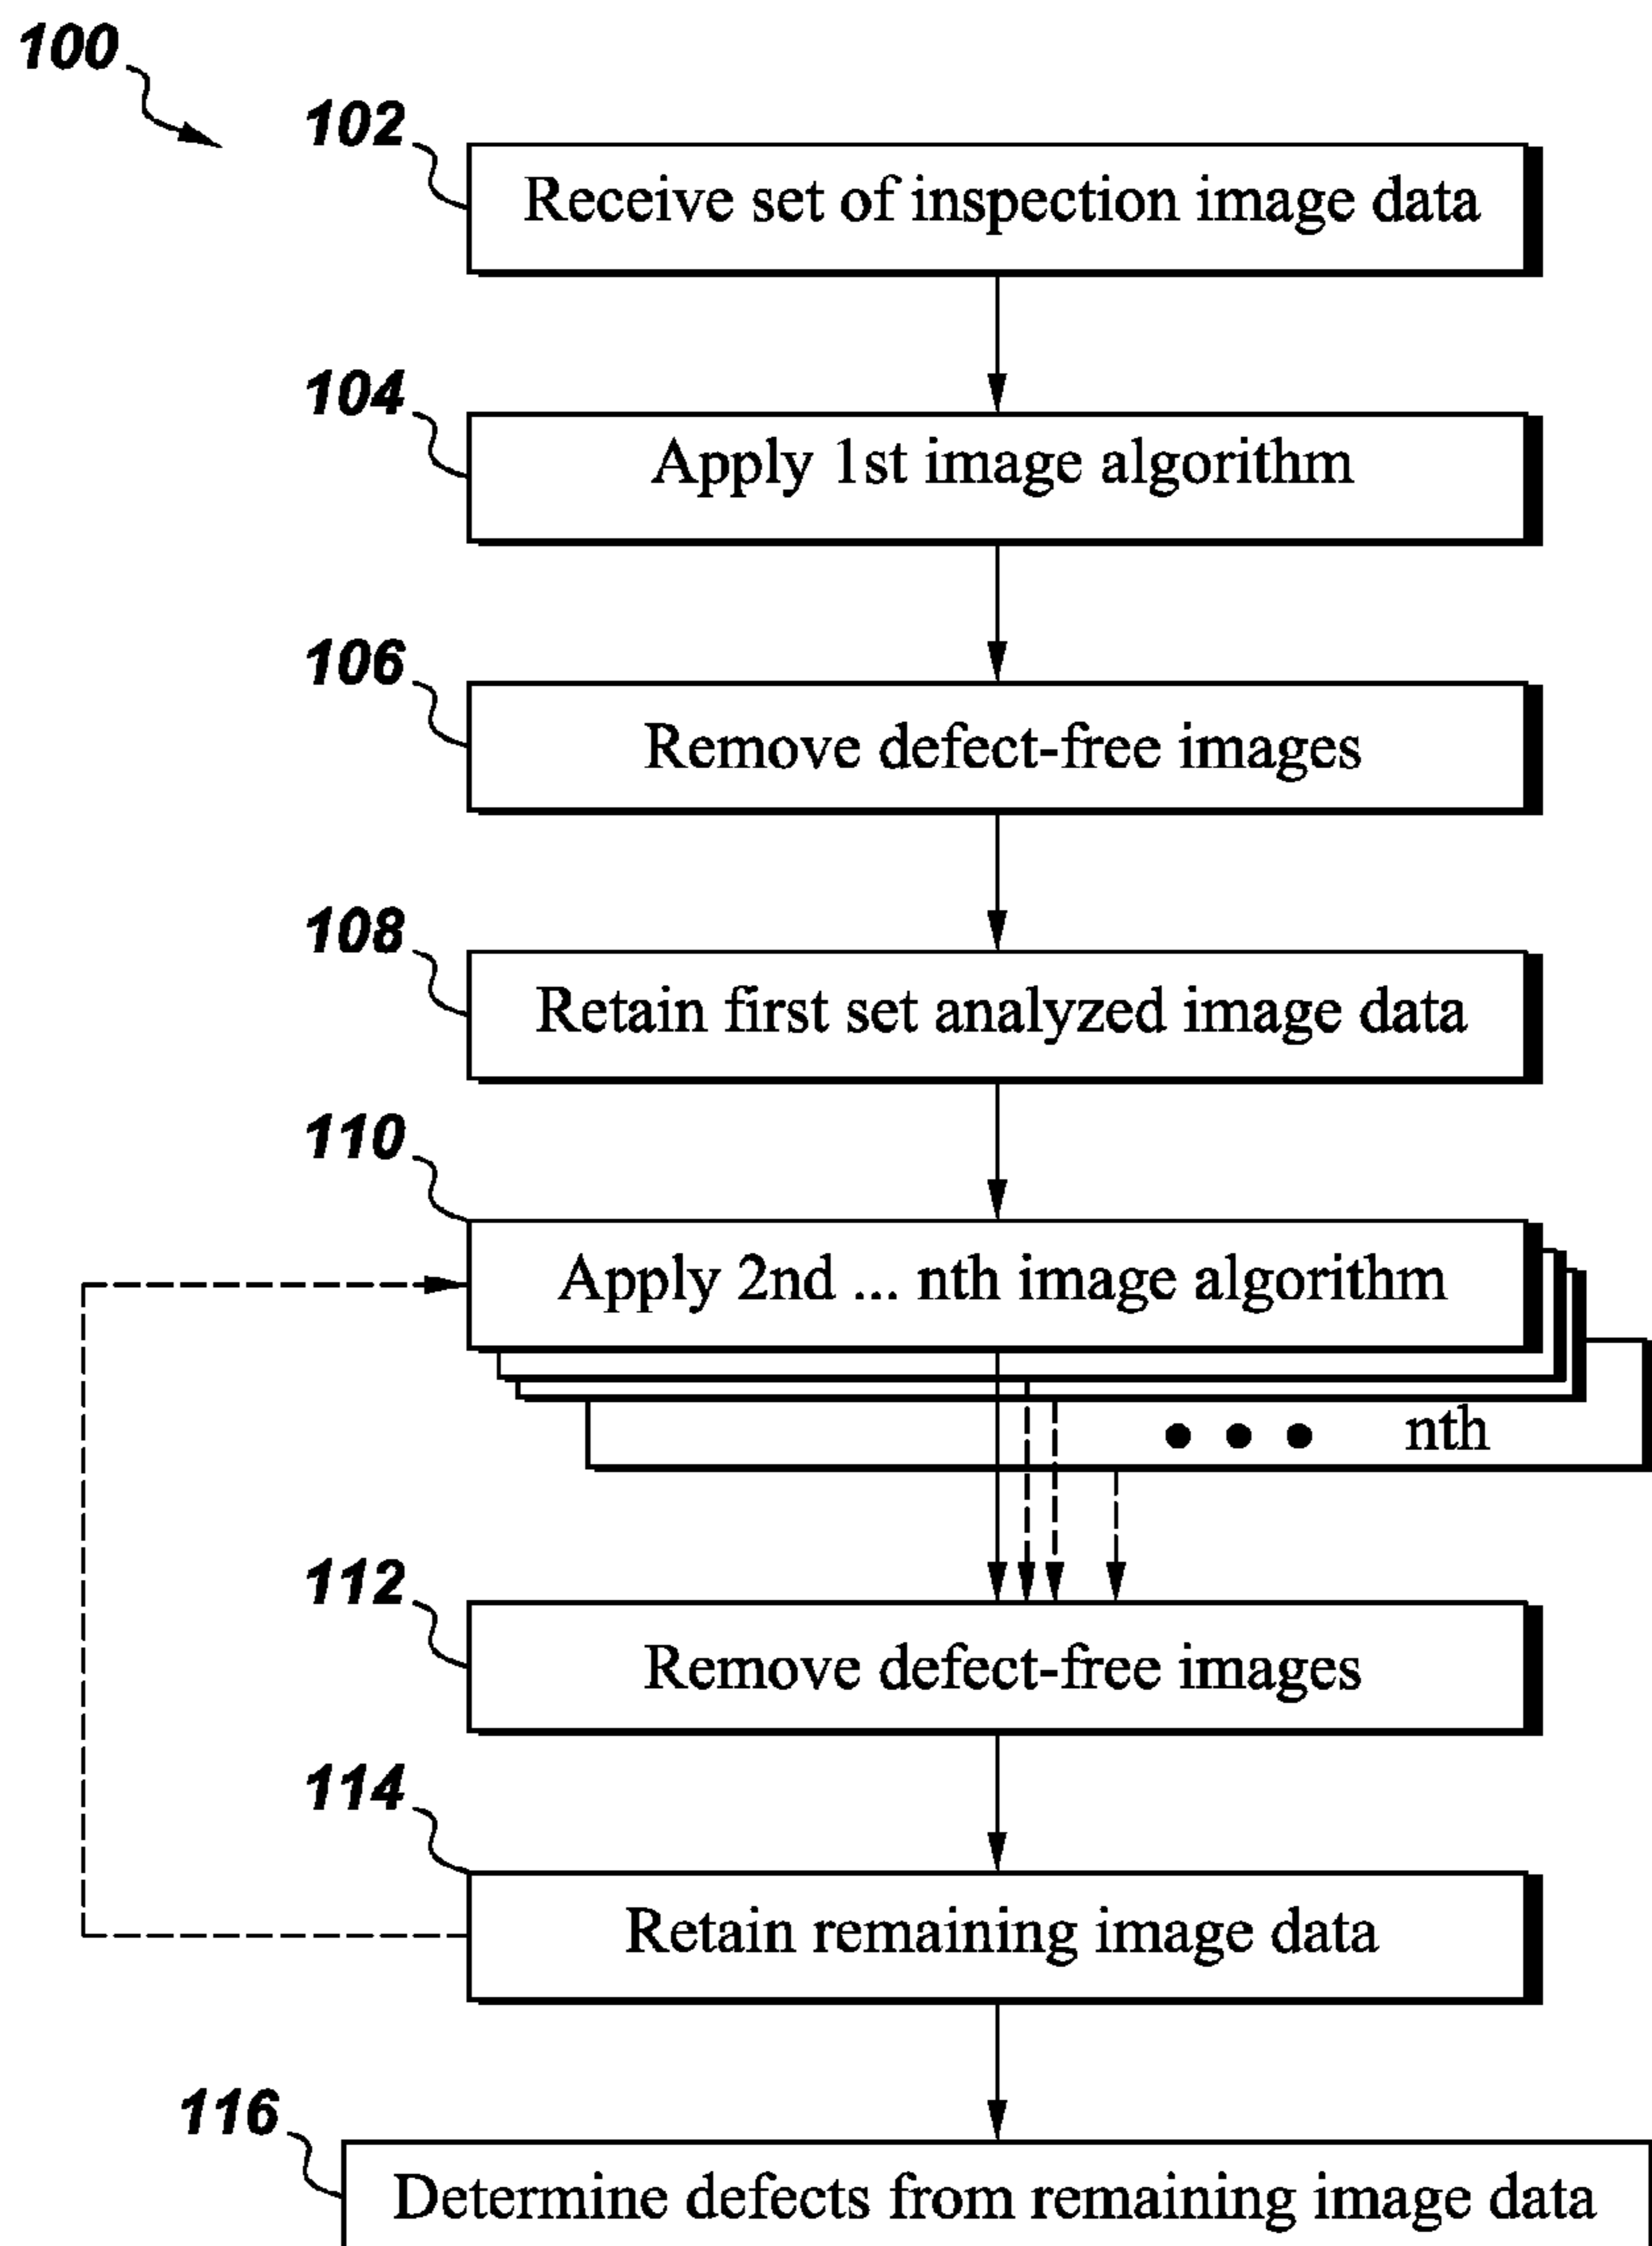 100
102
Receive set of inspection image data
104
Apply 1st image algorithm
106
Remove defect-free images
108
Retain first set analyzed image data
110
Apply 2nd ... nth image algorithm
● ● ● nth
112
Remove defect-free images
114
Retain remaining image data
116
Determine defects from remaining image data